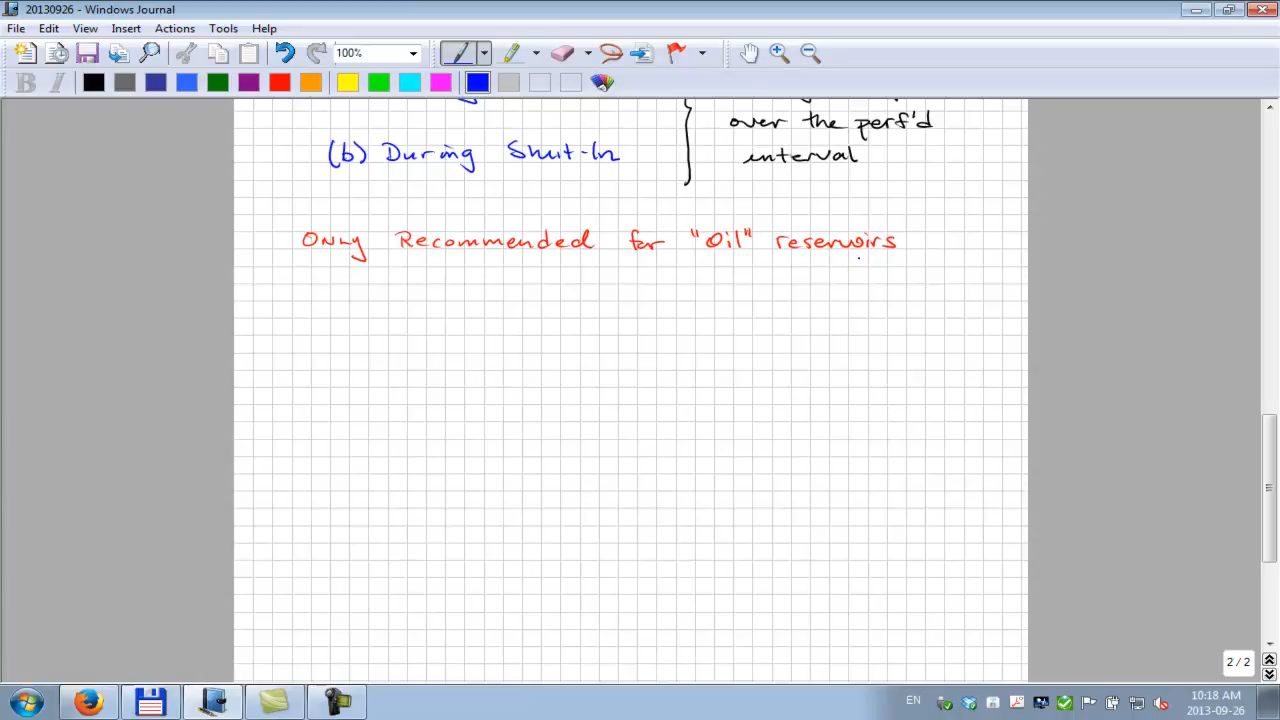 20130926 - Windows Journal
File Edit View Insert Actions Tools Help
100%
B I
over the perf'd
(b) During Shut-In
interval
Only Recommended for "Oil" reservoirs
2 / 2
EN
10:18 AM
2013-09-26